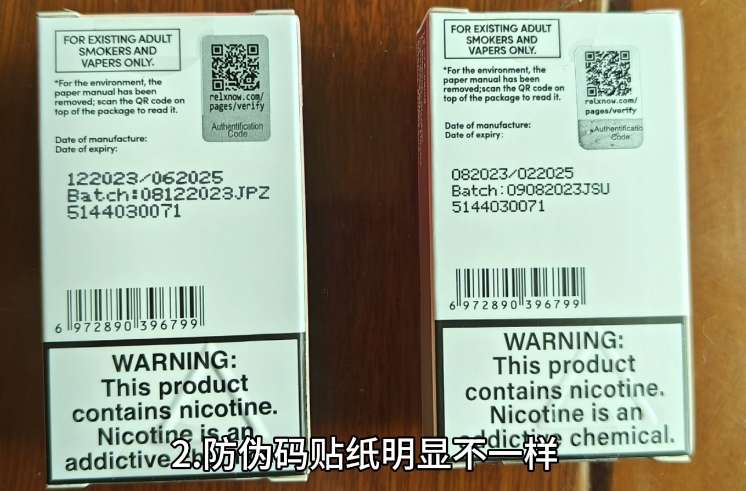 FOR EXISTING ADULT
SMOKERS AND
VAPERS ONLY.
*For the environment, the
paper manual has been
removed; scan the QR code on
top of the package to read it.
relxnow.com/
pages/verify
Authentification
Code
Date of manufacture:
Date of expiry:
122023/062025
Batch:08122023JPZ
5144030071
6 972890 396799
WARNING:
This product
contains nicotine.
Nicotine is an
addictive
FOR EXISTING ADULT
SMOKERS AND
VAPERS ONLY.
*For the environment, the
paper manual has been
removed;scan the QR code on
top of the package to read it.
relxnow.com/
pages/verify
Authentificatio
Code
Date of manufacture:
Date of expiry:
082023/022025
Batch:09082023JSU
5144030071
6 972890 396799
WARNING:
This product
contains nicotine.
Nicotine is an
addictive chemical.
2.防伪码贴纸明显不一样